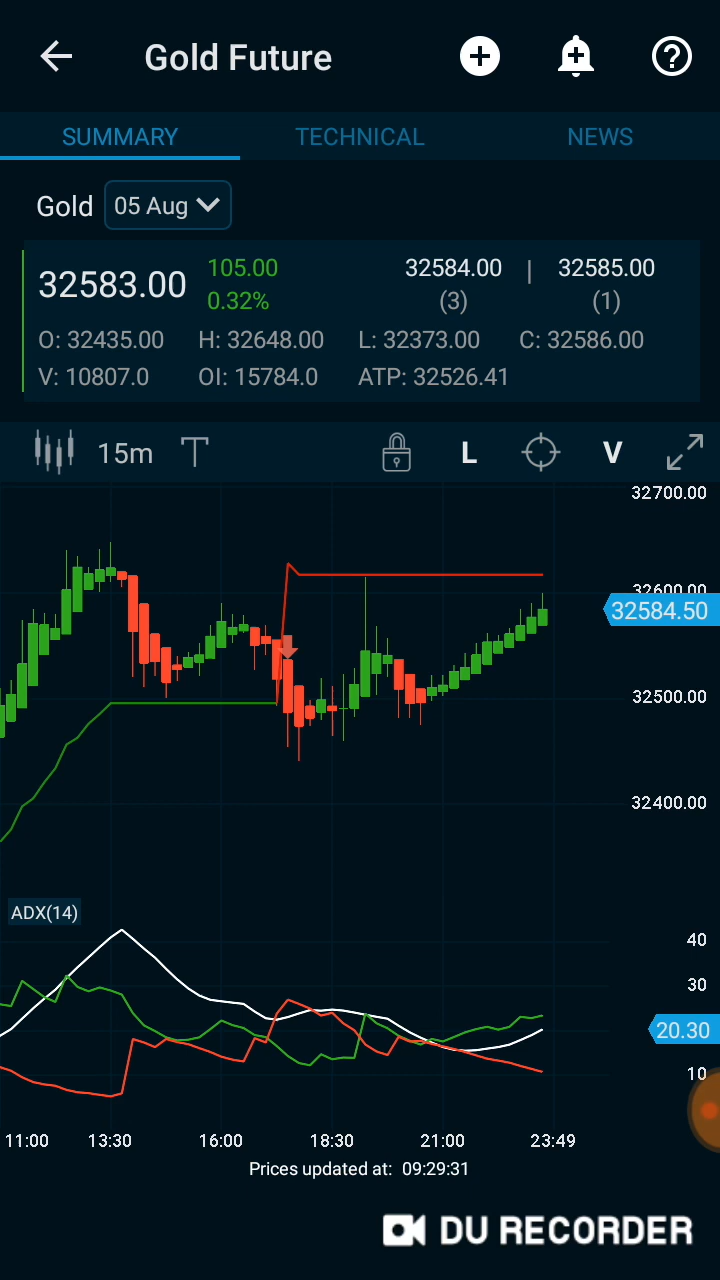 Gold Future
SUMMARY TECHNICAL NEWS
Gold 05 Aug
32583.00 105.00 32584.00 | 32585.00
0.32% (3) (1)
O: 32435.00 H: 32648.00 L: 32373.00 C: 32586.00
V: 10807.0 OI: 15784.0 ATP: 32526.41
15m T L V
32700.00
32600.00
32584.50
32500.00
32400.00
ADX(14)
40
30
20.30
10
11:00 13:30 16:00 18:30 21:00 23:49
Prices updated at: 09:29:31
DU RECORDER